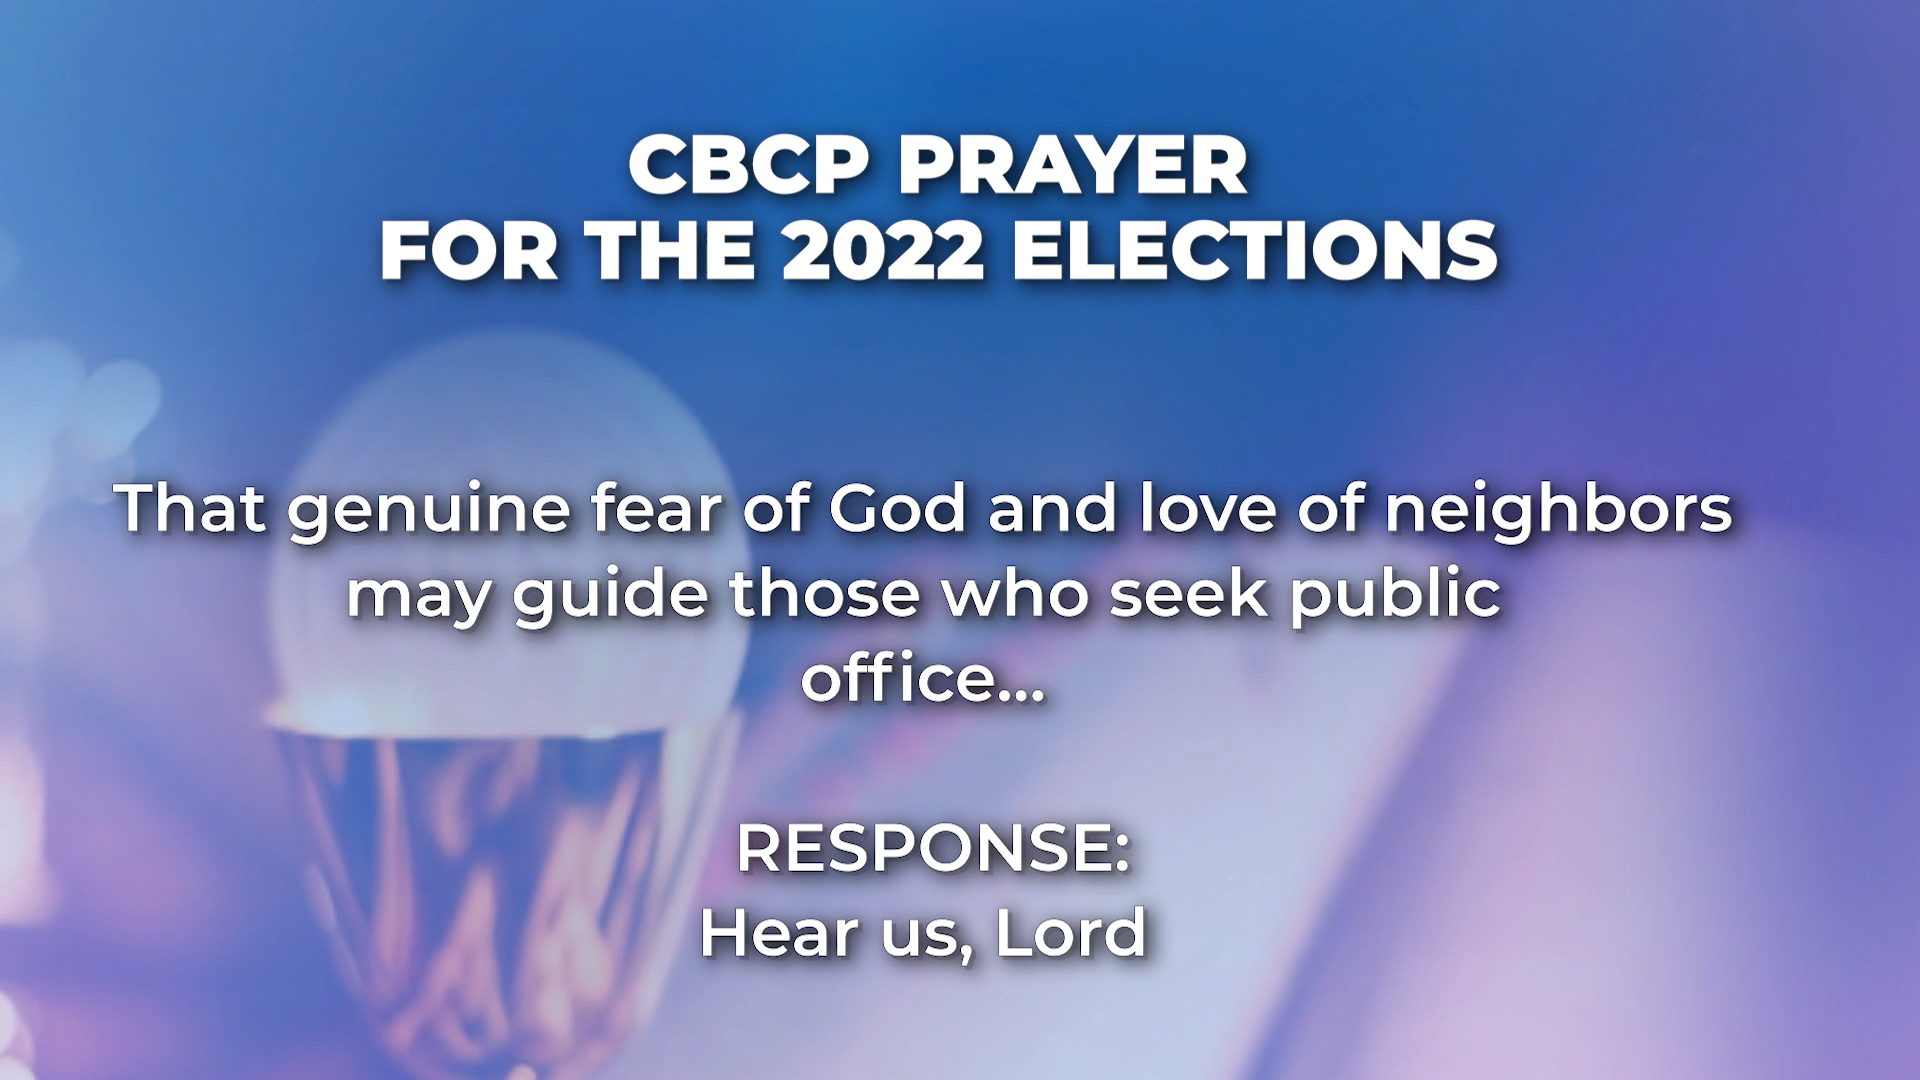 CBCP PRAYER
FOR THE 2022 ELECTIONS
That genuine fear of God and love of neighbors
may guide those who seek public
office...
RESPONSE:
Hear us, Lord